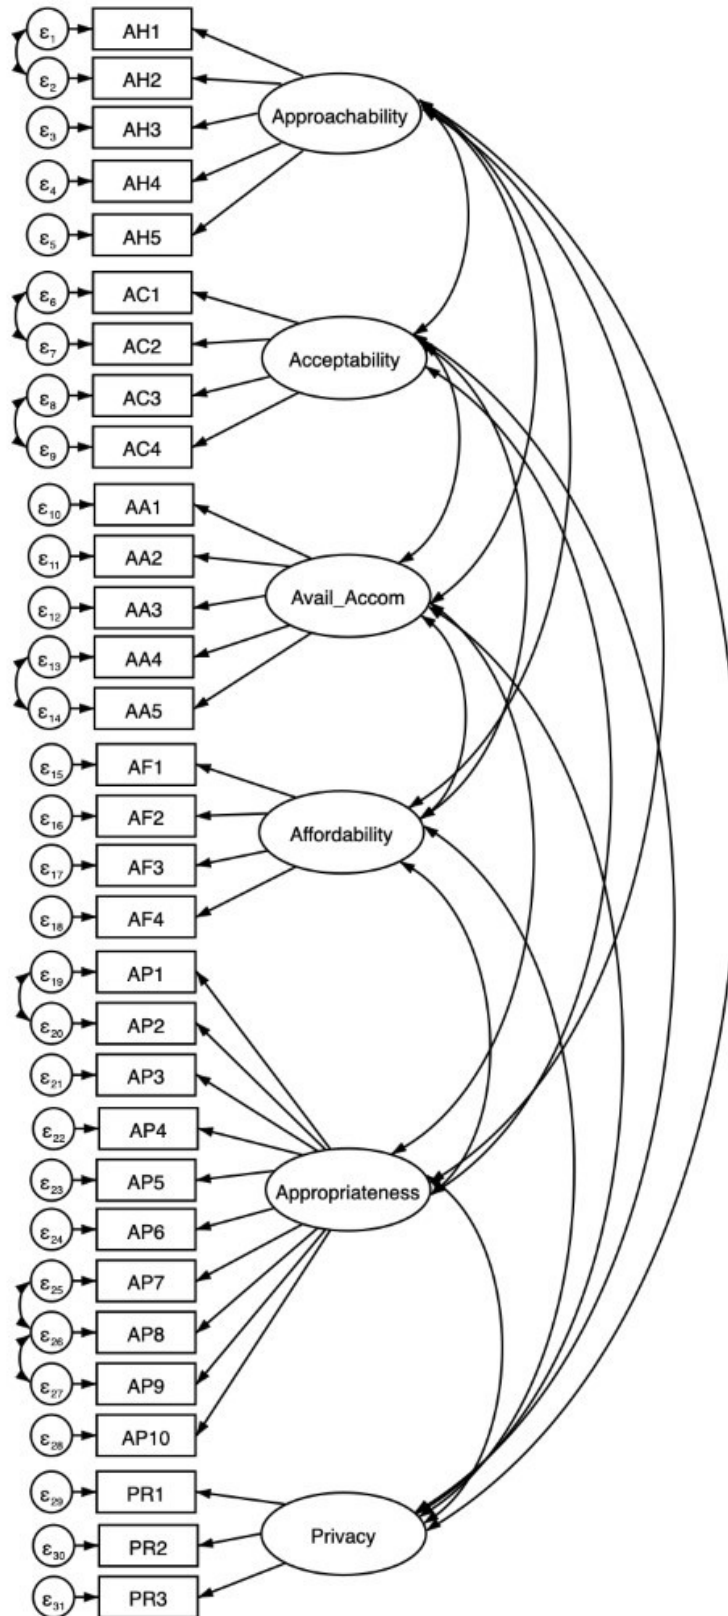 ε1 AH1
ε2 AH2
Approachability
ε3 AH3
ε4 AH4
ε5 AH5
ε6 AC1
ε7 AC2
Acceptability
ε8 AC3
ε9 AC4
ε10 AA1
ε11 AA2
Avail_Accom
ε12 AA3
ε13 AA4
ε14 AA5
ε15 AF1
ε16 AF2
Affordability
ε17 AF3
ε18 AF4
ε19 AP1
ε20 AP2
ε21 AP3
ε22 AP4
ε23 AP5
Appropriateness
ε24 AP6
ε25 AP7
ε26 AP8
ε27 AP9
ε28 AP10
ε29 PR1
Privacy
ε30 PR2
ε31 PR3